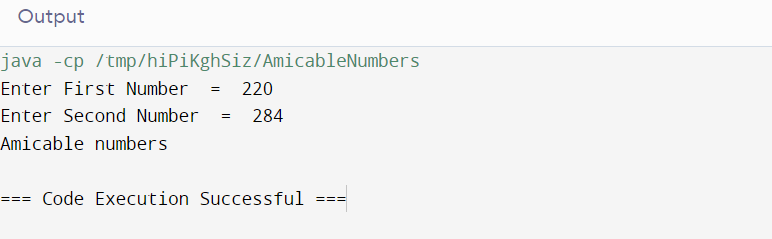 Output
java -cp /tmp/hiPiKghSiz/AmicableNumbers
Enter First Number  =  220
Enter Second Number  =  284
Amicable numbers
=== Code Execution Successful ===